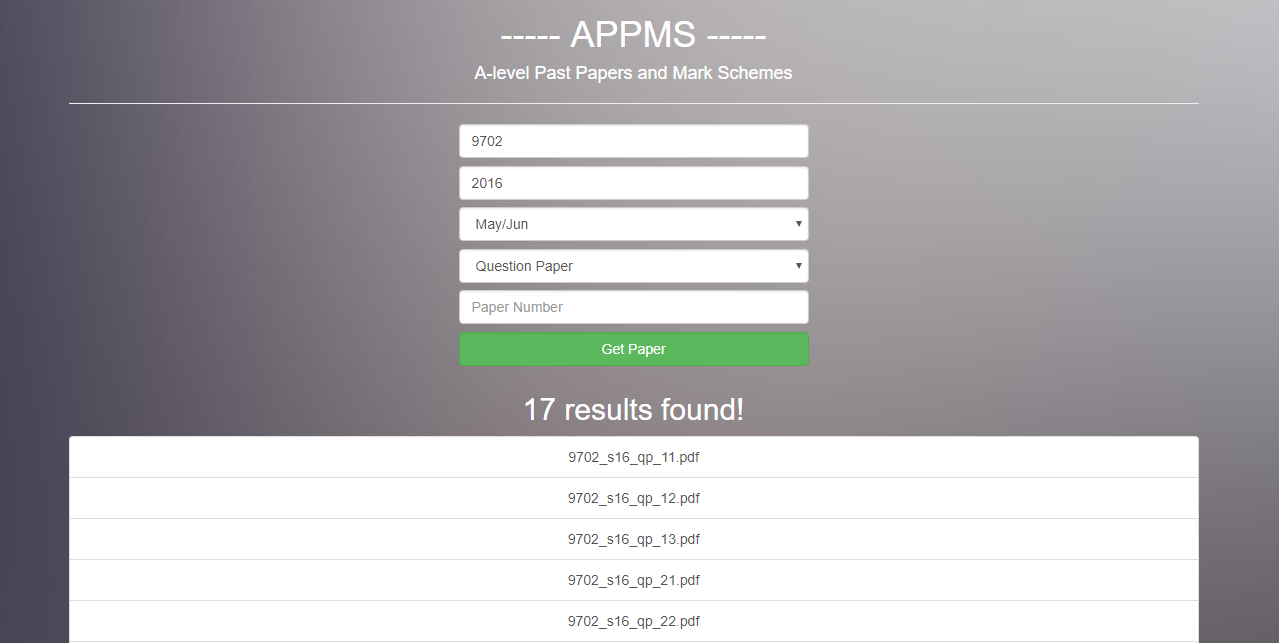 ----- APPMS -----
A-level Past Papers and Mark Schemes
9702
2016
May/Jun
Question Paper
Paper Number
Get Paper
17 results found!
9702_s16_qp_11.pdf
9702_s16_qp_12.pdf
9702_s16_qp_13.pdf
9702_s16_qp_21.pdf
9702_s16_qp_22.pdf